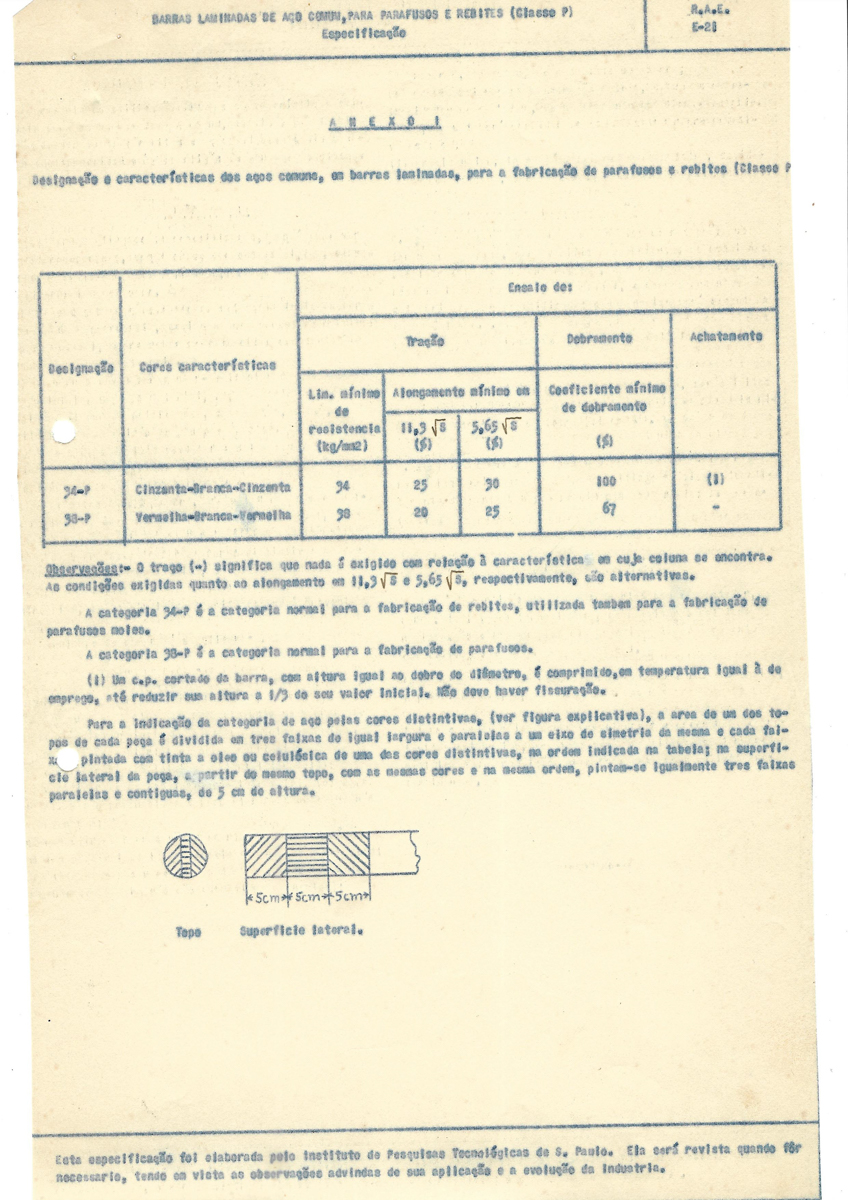 BARRAS LAMINADAS DE AÇO COMUM,PARA PARAFUSOS E REBITES (Classe P)
Especificação
R.A.E.
E-21
A N E X O I
Designação e características dos aços comuns, em barras laminadas, para a fabricação de parafusos e rebites (Classe P
Ensaio de:
Tração
Dobramento
Achatamento
Designação
Cores características
Lim. mínimo
de
resistencia
(kg/mm2)
Alongamento mínimo em
11,3 √S
(%)
5,65 √S
(%)
Coeficiente mínimo
de dobramento
(%)
34-P Cinzenta-Branca-Cinzenta 34 25 30 100 (1)
38-P Vermelha-Branca-Vermelha 38 20 25 67 -
Observações:- O traço (-) significa que nada é exigido com relação à característica em cuja coluna se encontra.
As condições exigidas quanto ao alongamento em 11,3 √S e 5,65 √S, respectivamente, são alternativas.
A categoria 34-P é a categoria normal para a fabricação de rebites, utilizada tambem para a fabricação de
parafusos moles.
A categoria 38-P é a categoria normal para a fabricação de parafusos.
(1) Um c.p. cortado da barra, com altura igual ao dobro do diâmetro, é comprimido,em temperatura igual à de
emprego, até reduzir sua altura a 1/3 do seu valor inicial. Não deve haver fissuração.
Para a indicação da categoria de aço pelas cores distintivas, (ver figura explicativa), a area de um dos to-
pos de cada peça é dividida em tres faixas de igual largura e paralelas a um eixo de simetria da mesma e cada fai-
x pintada com tinta a oleo ou celulósica de uma das cores distintivas, na ordem indicada na tabela; na superfi-
cie lateral da peça, a partir do mesmo topo, com as mesmas cores e na mesma ordem, pintam-se igualmente tres faixas
paralelas e contiguas, de 5 cm de altura.
5cm 5cm 5cm
Topo Superficie lateral.
Esta especificação foi elaborada pelo Instituto de Pesquisas Tecnológicas de S. Paulo. Ela será revista quando fôr
necessario, tendo em vista as observações advindas de sua aplicação e a evolução da industria.